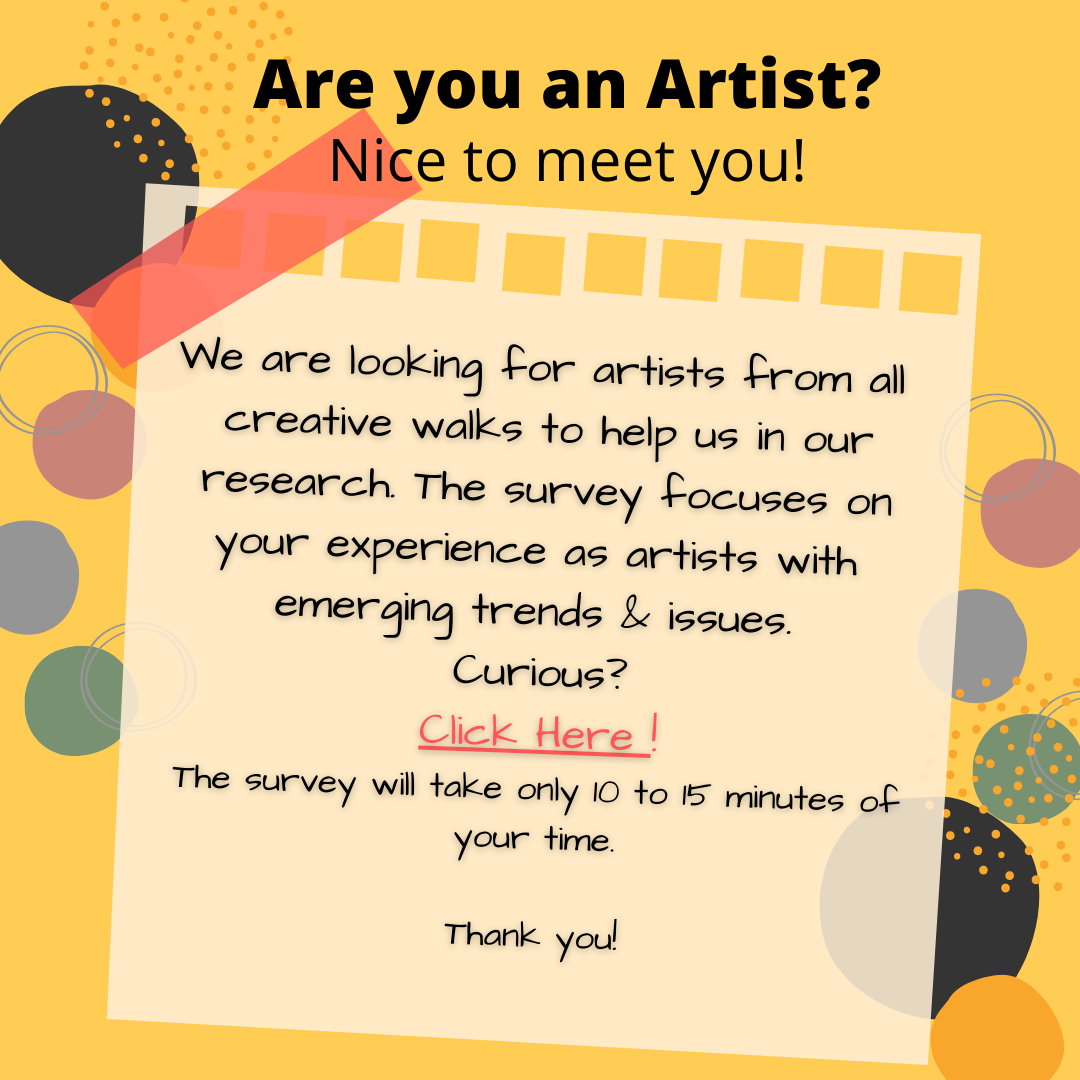 Are you an Artist?
Nice to meet you!
We are looking for artists from all
creative walks to help us in our
research. The survey focuses on
your experience as artists with
emerging trends & issues.
Curious?
Click Here !
The survey will take only 10 to 15 minutes of
your time.
Thank you!